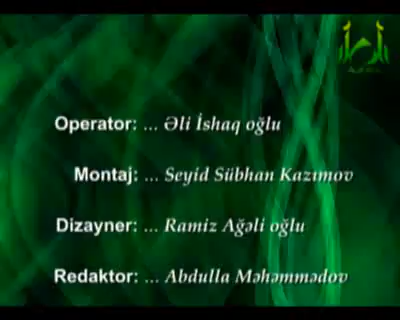 Operator: ... Əli İshaq oğlu
Montaj: ... Seyid Sübhan Kazımov
Dizayner: ... Ramiz Ağəli oğlu
Redaktor: ... Abdulla Məhəmmədov